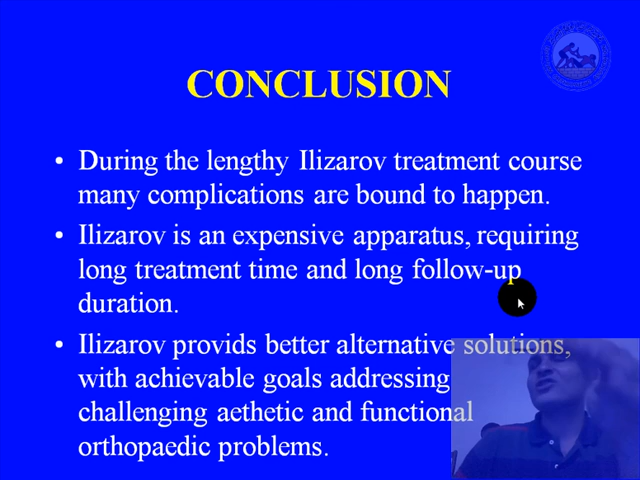 CONCLUSION
• During the lengthy Ilizarov treatment course
many complications are bound to happen.
• Ilizarov is an expensive apparatus, requiring
long treatment time and long follow-up
duration.
• Ilizarov provids better alternative solutions,
with achievable goals addressing
challenging aethetic and functional
orthopaedic problems.